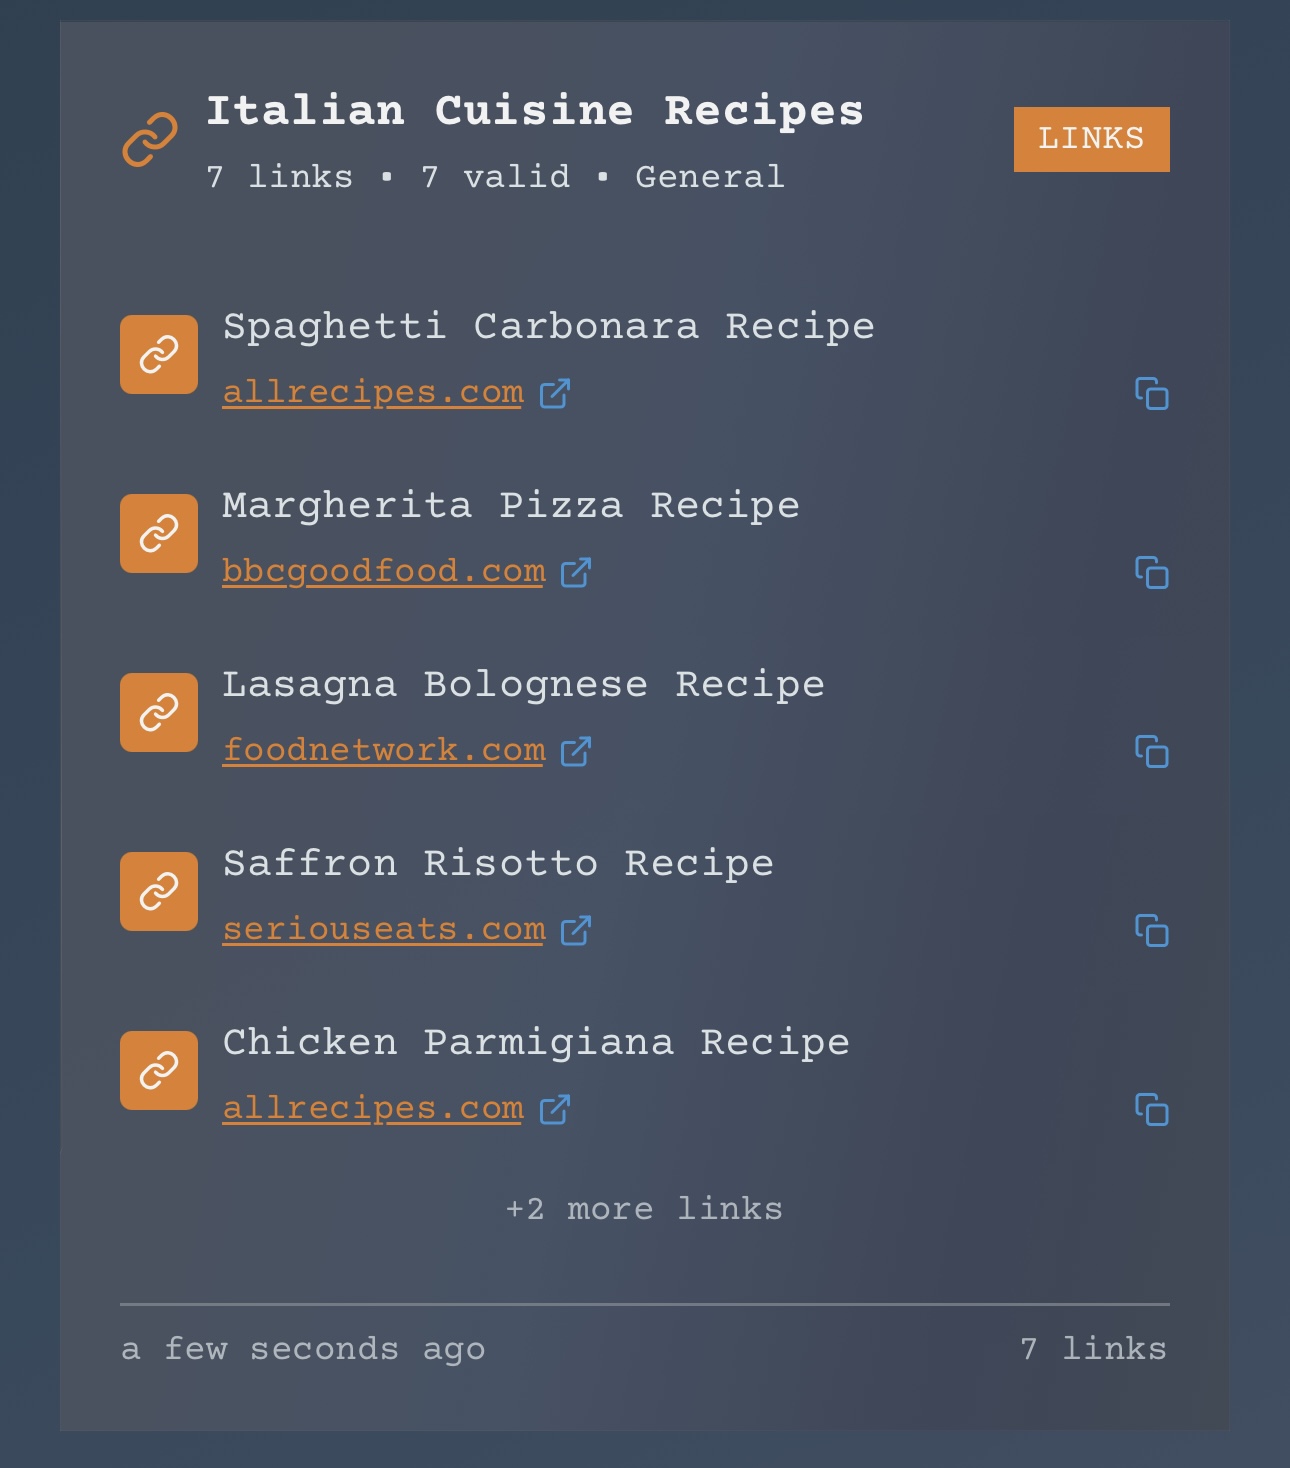 Italian Cuisine Recipes
LINKS
7 links • 7 valid • General
Spaghetti Carbonara Recipe
allrecipes.com
Margherita Pizza Recipe
bbcgoodfood.com
Lasagna Bolognese Recipe
foodnetwork.com
Saffron Risotto Recipe
seriouseats.com
Chicken Parmigiana Recipe
allrecipes.com
+2 more links
a few seconds ago
7 links